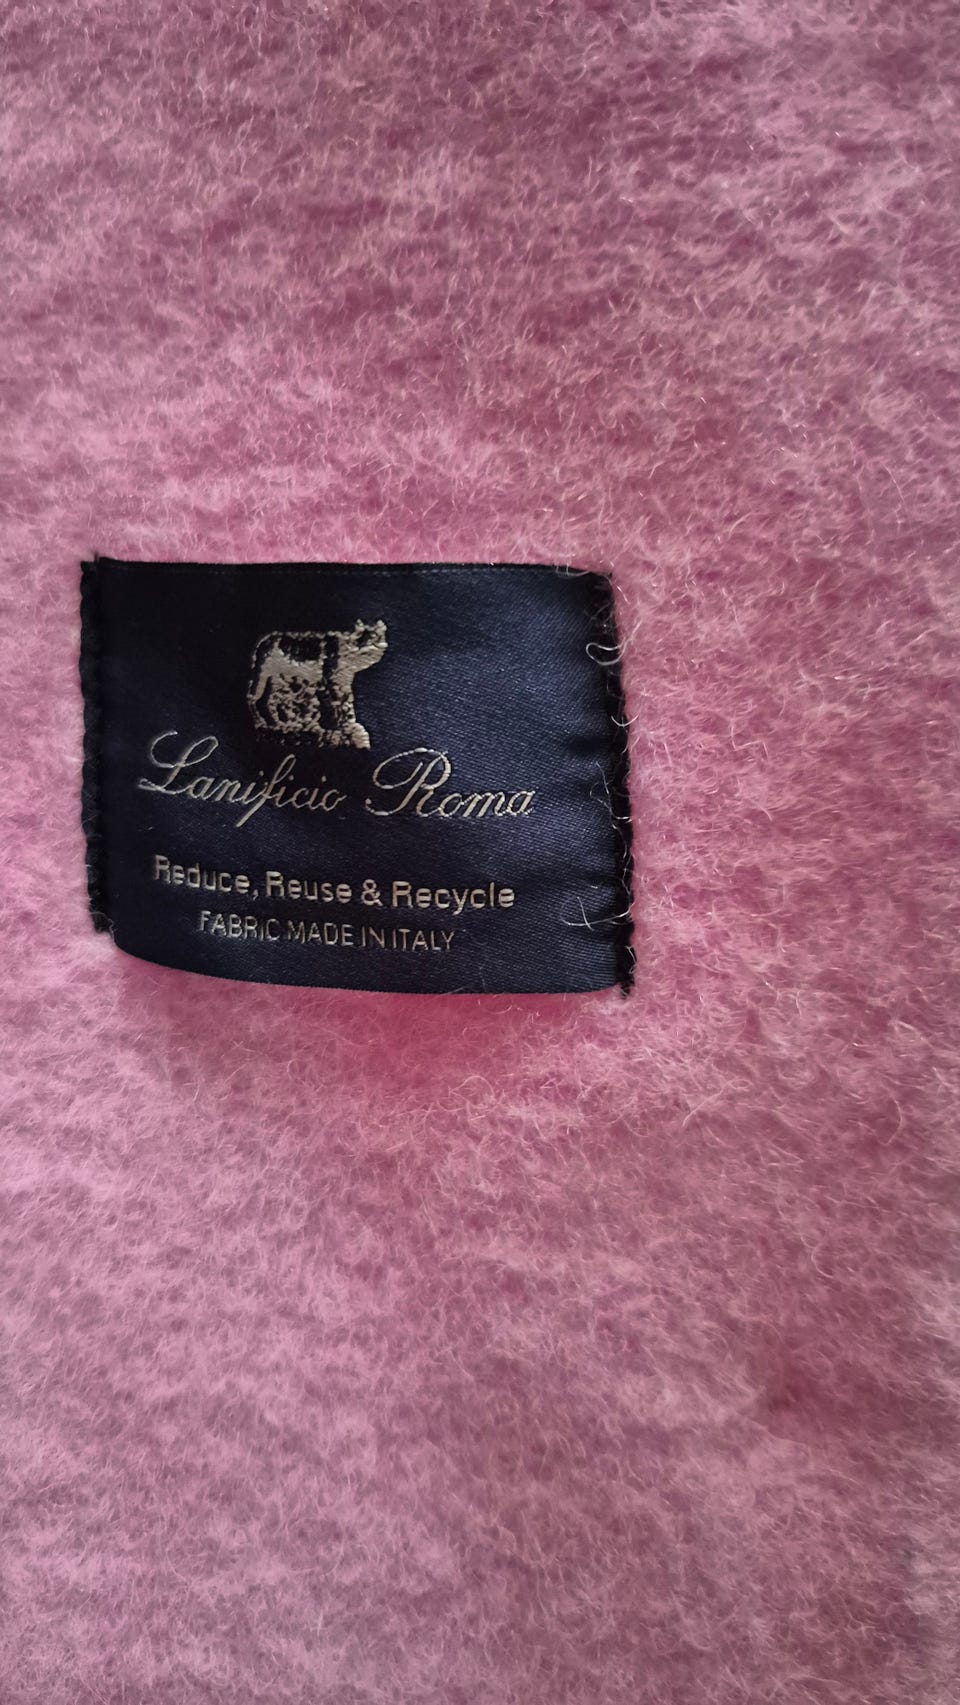 Lanificio Roma
Reduce, Reuse & Recycle
FABRIC MADE IN ITALY